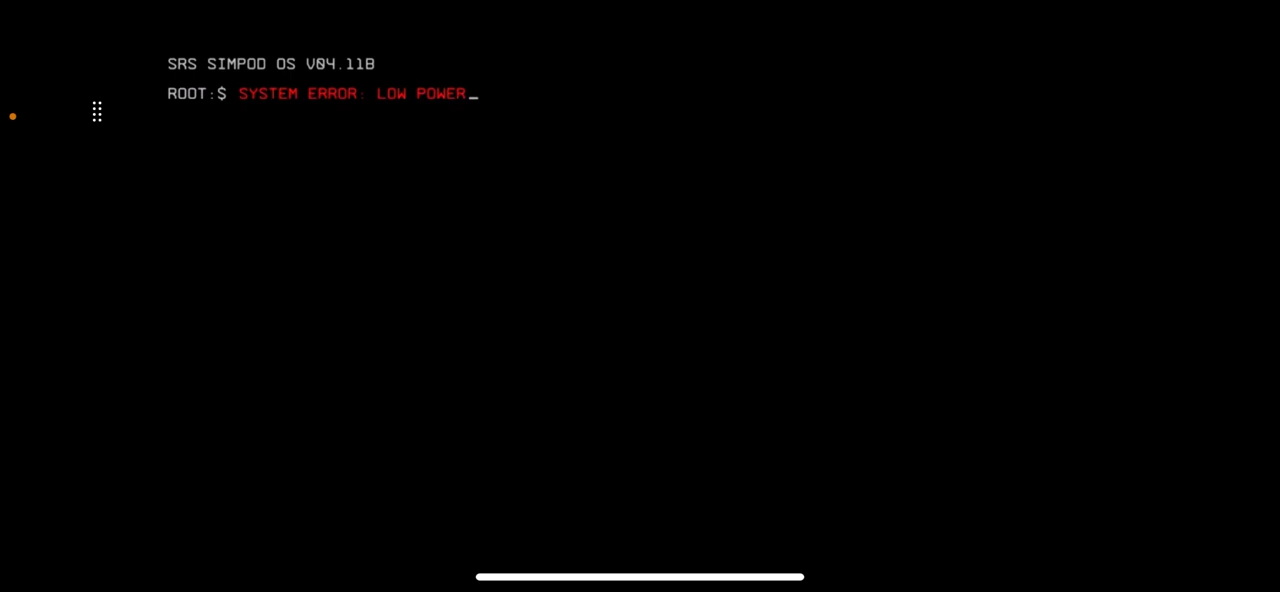 SRS SIMPOD OS V04.11B
ROOT:$ SYSTEM ERROR: LOW POWER_